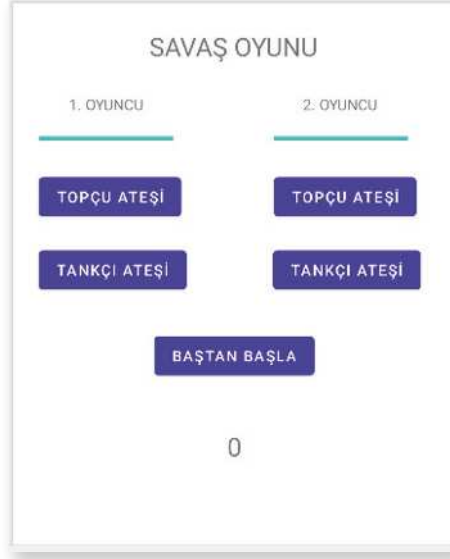 SAVAŞ OYUNU
1. OYUNCU 2. OYUNCU
TOPÇU ATEŞİ TOPÇU ATEŞİ
TANKÇI ATEŞİ TANKÇI ATEŞİ
BAŞTAN BAŞLA
0